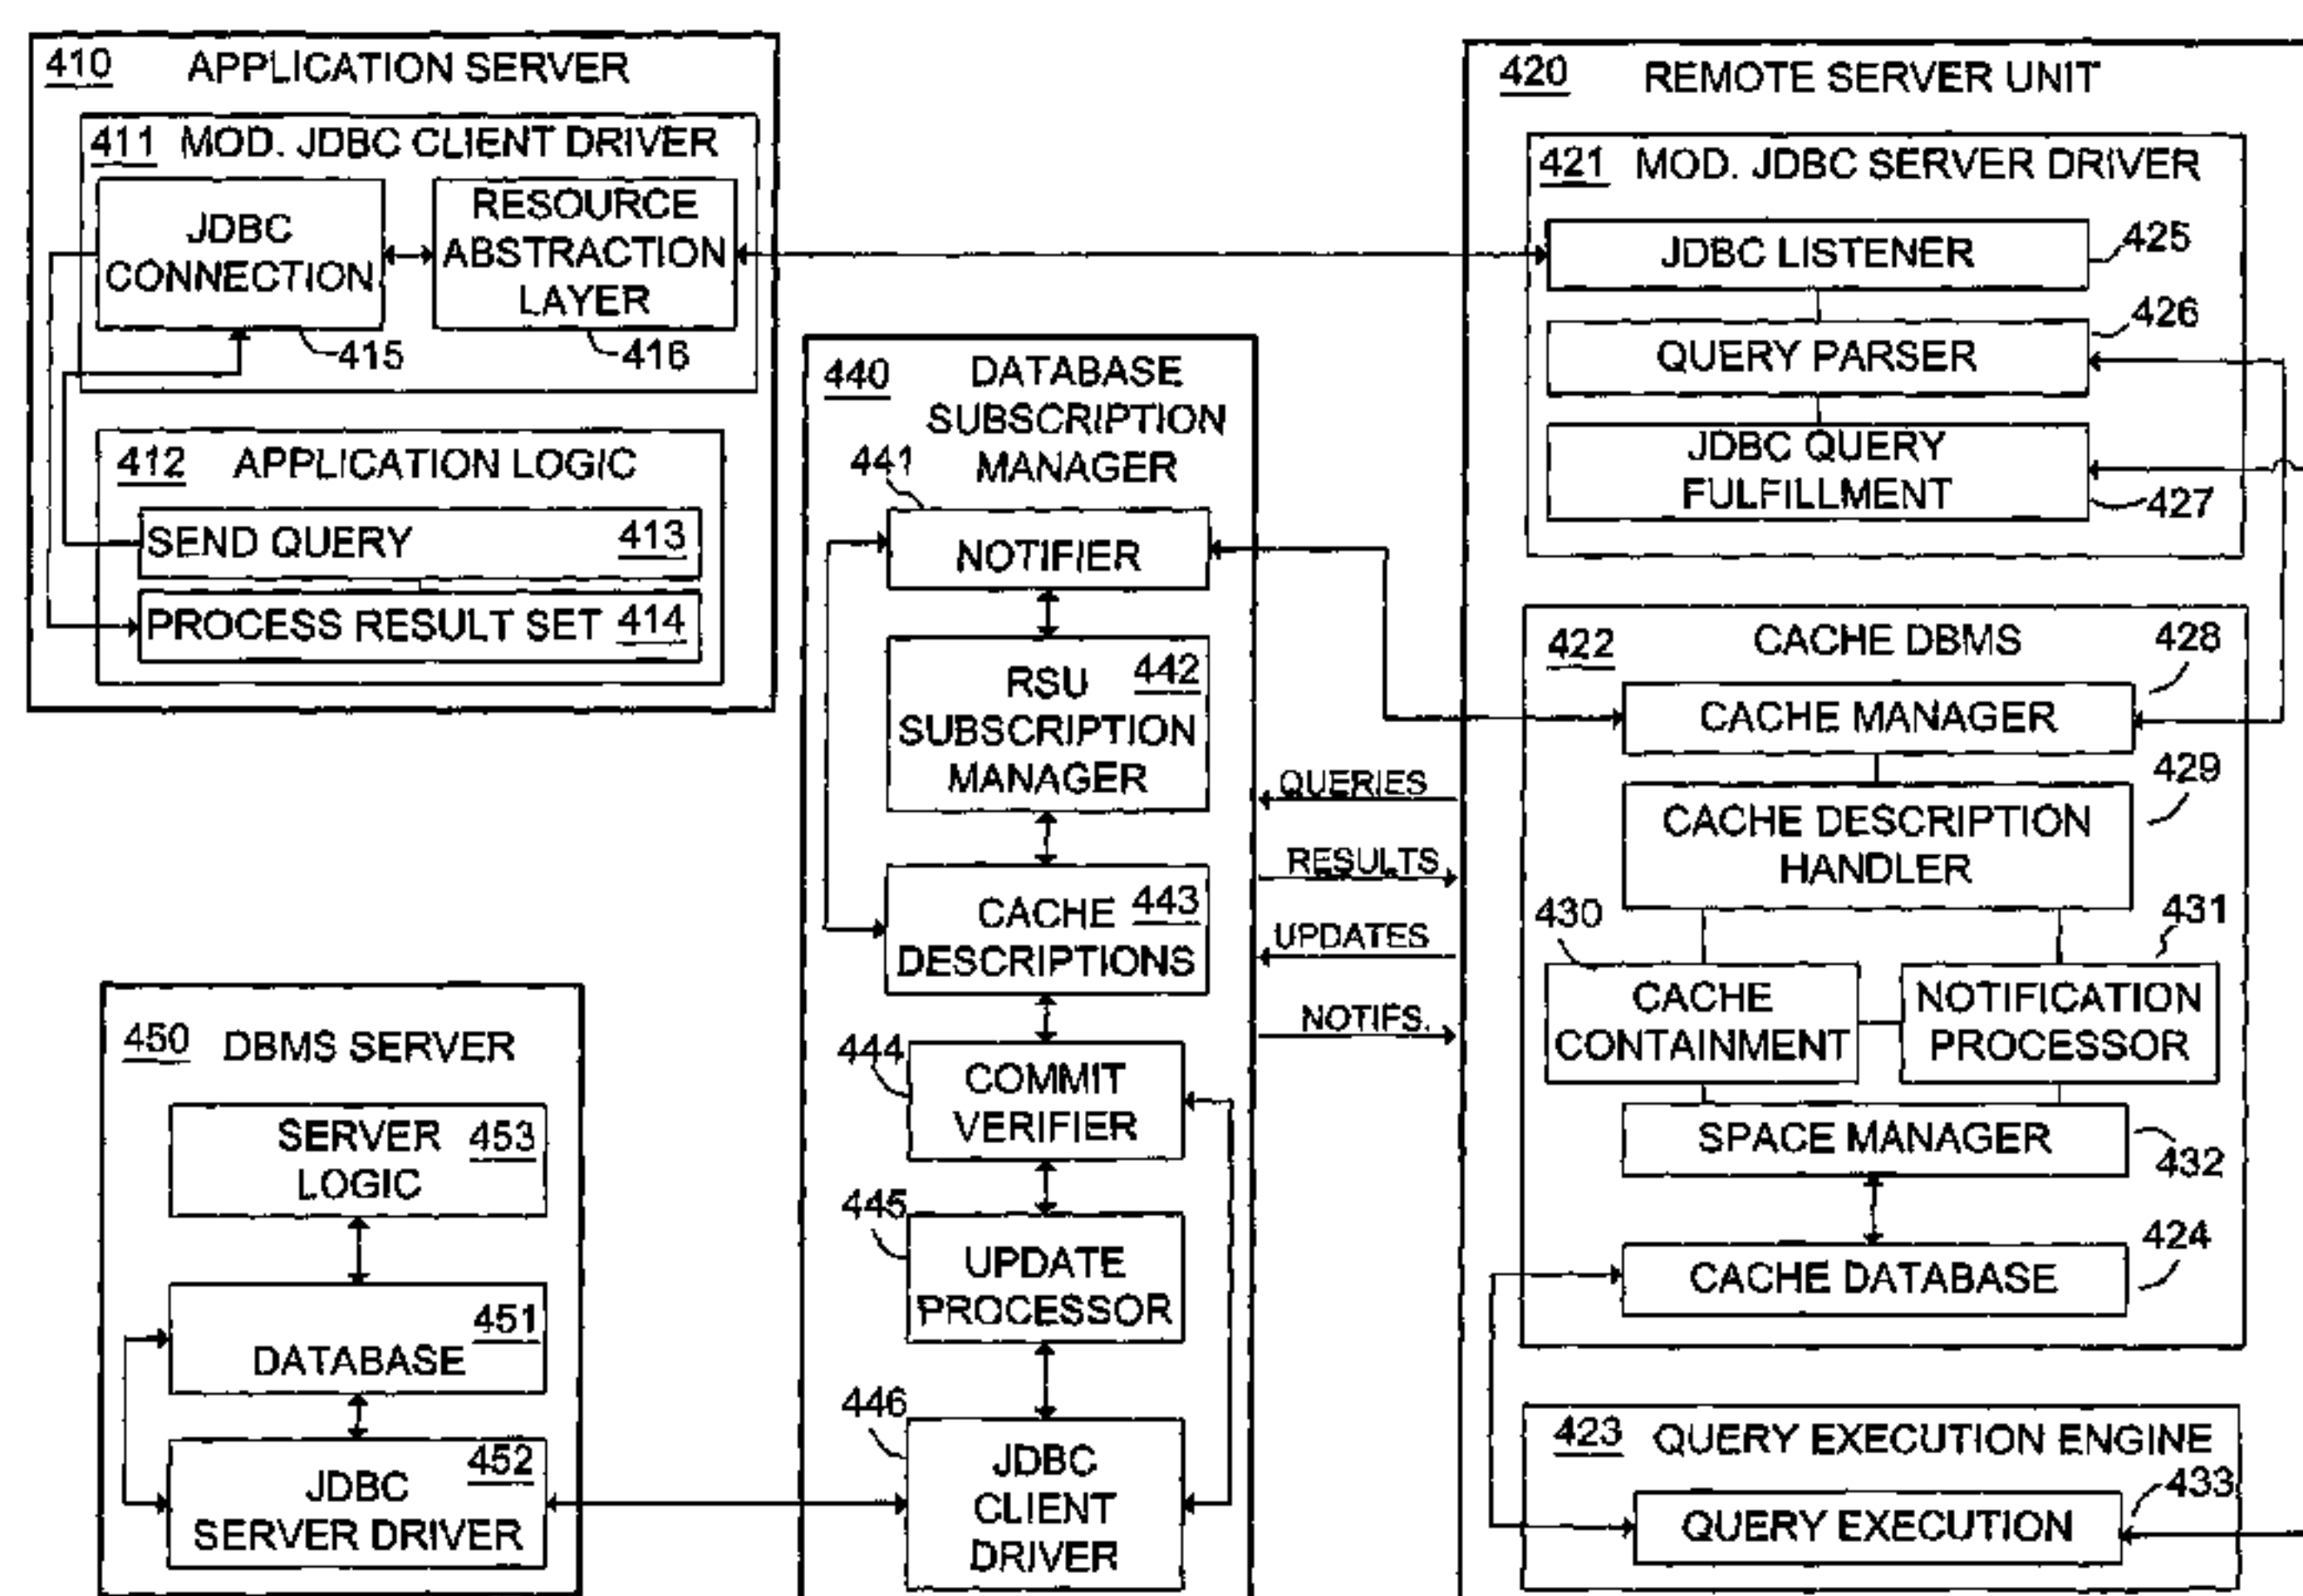 410 APPLICATION SERVER
411 MOD. JDBC CLIENT DRIVER
JDBC
CONNECTION
415
RESOURCE
ABSTRACTION
LAYER
416
412 APPLICATION LOGIC
SEND QUERY 413
PROCESS RESULT SET 414
450 DBMS SERVER
SERVER 453
LOGIC
451
DATABASE
452
JDBC
SERVER DRIVER
440 DATABASE
SUBSCRIPTION
MANAGER
441
NOTIFIER
RSU 442
SUBSCRIPTION
MANAGER
CACHE 443
DESCRIPTIONS
444
COMMIT
VERIFIER
445
UPDATE
PROCESSOR
446
JDBC
CLIENT
DRIVER
QUERIES
RESULTS
UPDATES
NOTIFS.
420 REMOTE SERVER UNIT
421 MOD. JDBC SERVER DRIVER
JDBC LISTENER 425
QUERY PARSER 426
JDBC QUERY
FULFILLMENT 427
422 CACHE DBMS
428
CACHE MANAGER
429
CACHE DESCRIPTION
HANDLER
430
CACHE
CONTAINMENT
431
NOTIFICATION
PROCESSOR
SPACE MANAGER 432
CACHE DATABASE 424
423 QUERY EXECUTION ENGINE
QUERY EXECUTION 433